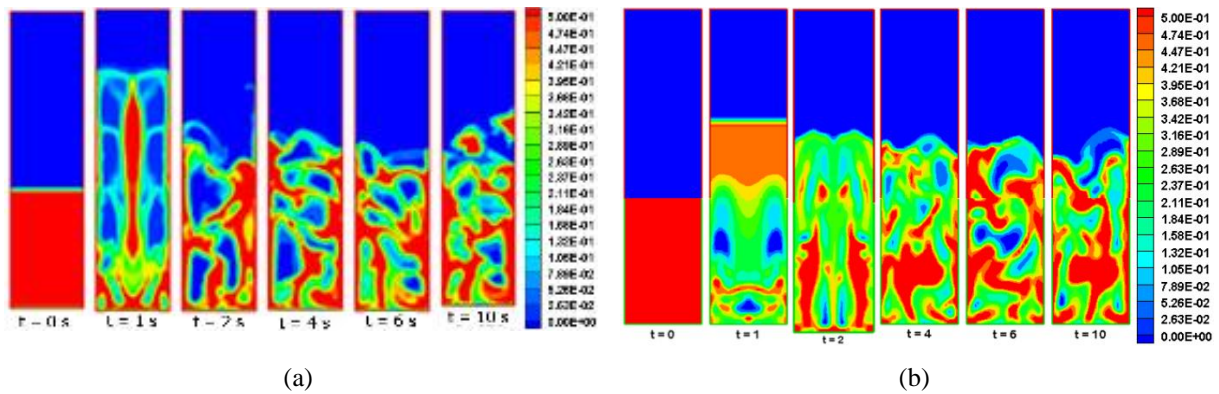 5.00E-01
4.74E-01
4.47E-01
4.21E-01
3.95E-01
3.68E-01
3.42E-01
3.16E-01
2.89E-01
2.63E-01
2.37E-01
2.11E-01
1.84E-01
1.58E-01
1.32E-01
1.05E-01
7.89E-02
5.26E-02
2.63E-02
0.00E+00
t = 0 s t = 1 s t = 2 s t = 4 s t = 6 s t = 10 s
(a)
5.00E-01
4.74E-01
4.47E-01
4.21E-01
3.95E-01
3.68E-01
3.42E-01
3.16E-01
2.89E-01
2.63E-01
2.37E-01
2.11E-01
1.84E-01
1.58E-01
1.32E-01
1.05E-01
7.89E-02
5.26E-02
2.63E-02
0.00E+00
t = 0 t = 1 t = 2 t = 4 t = 6 t = 10
(b)